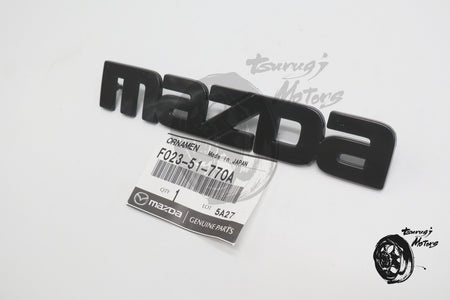 Tsurugi
Motors
mazda
ORNAMEN Made in JAPAN
F023-51-770A
QTY 1 LOT 5A27
mazda GENUINE PARTS
Tsurugi
Motors